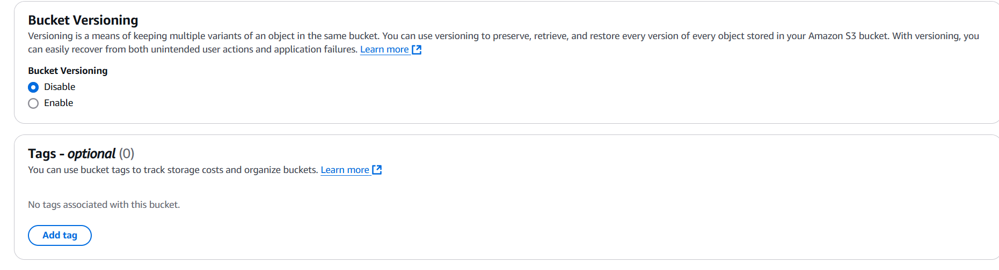 Bucket Versioning
Versioning is a means of keeping multiple variants of an object in the same bucket. You can use versioning to preserve, retrieve, and restore every version of every object stored in your Amazon S3 bucket. With versioning, you
can easily recover from both unintended user actions and application failures. Learn more
Bucket Versioning
Disable
Enable
Tags - optional (0)
You can use bucket tags to track storage costs and organize buckets. Learn more
No tags associated with this bucket.
Add tag